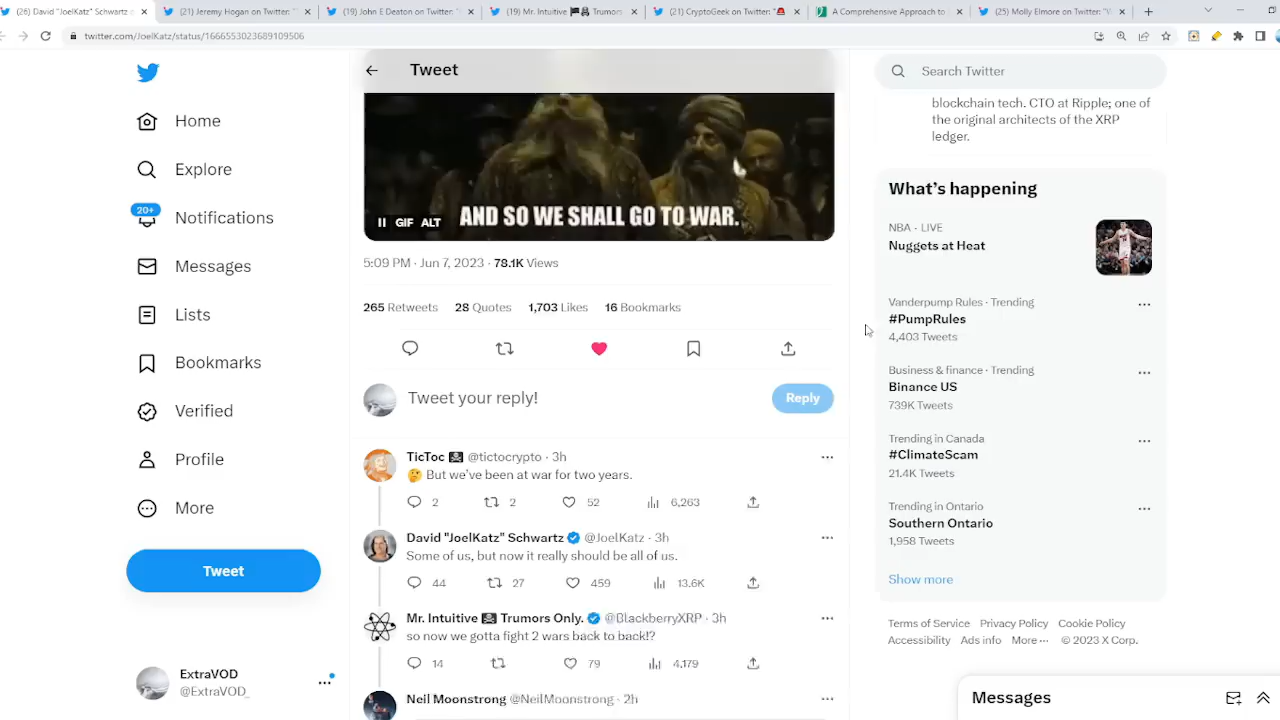 (26) David "JoelKatz" Schwartz
(21) Jeremy Hogan on Twitter: "
(19) John E Deaton on Twitter: "
(19) Mr. Intuitive Trumors
(21) CryptoGeek on Twitter: "
A Comprehensive Approach to
(25) Molly Elmore on Twitter: "
twitter.com/JoelKatz/status/1666553023689109506
Home
Explore
20+
Notifications
Messages
Lists
Bookmarks
Verified
Profile
More
Tweet
ExtraVOD
@ExtraVOD_
Tweet
AND SO WE SHALL GO TO WAR.
GIF ALT
5:09 PM · Jun 7, 2023 · 78.1K Views
265 Retweets 28 Quotes 1,703 Likes 16 Bookmarks
Tweet your reply!
Reply
TicToc @tictocrypto · 3h
🤔 But we've been at war for two years.
2 2 52 6,263
David "JoelKatz" Schwartz @JoelKatz · 3h
Some of us, but now it really should be all of us.
44 27 459 13.6K
Mr. Intuitive Trumors Only. @BlackberryXRP · 3h
so now we gotta fight 2 wars back to back!?
14 79 4,179
Neil Moonstrong @NeilMoonstrong · 2h
Search Twitter
blockchain tech. CTO at Ripple; one of
the original architects of the XRP
ledger.
What's happening
NBA · LIVE
Nuggets at Heat
Vanderpump Rules · Trending
#PumpRules
4,403 Tweets
Business & finance · Trending
Binance US
739K Tweets
Trending in Canada
#ClimateScam
21.4K Tweets
Trending in Ontario
Southern Ontario
1,958 Tweets
Show more
Terms of Service Privacy Policy Cookie Policy
Accessibility Ads info More ··· © 2023 X Corp.
Messages